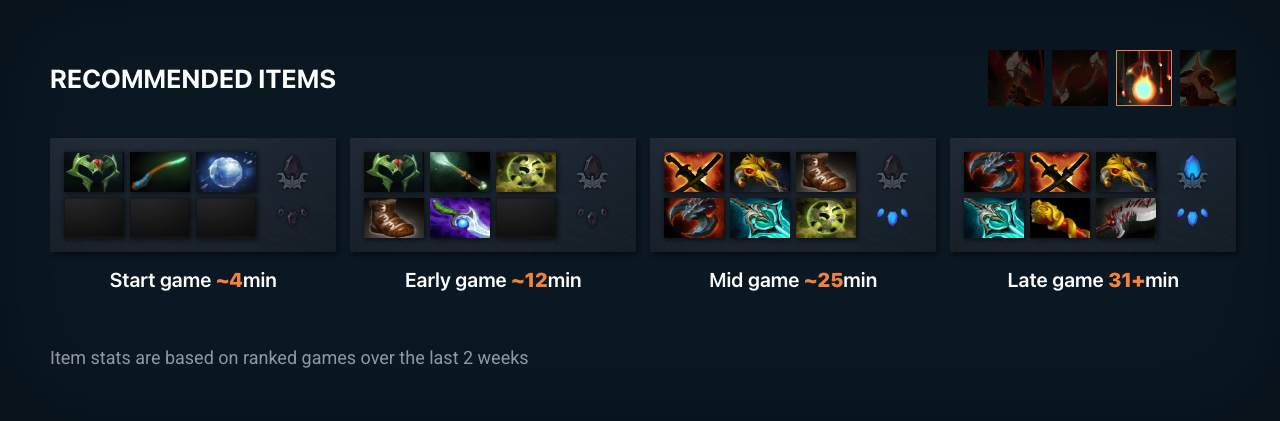 RECOMMENDED ITEMS
Start game ~4min
Early game ~12min
Mid game ~25min
Late game 31+min
Item stats are based on ranked games over the last 2 weeks